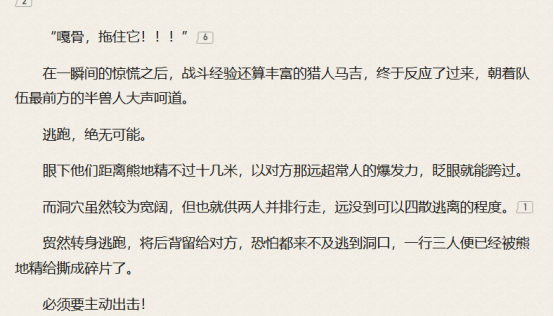 2
“嘎骨，拖住它！！！” 6
在一瞬间的惊慌之后，战斗经验还算丰富的猎人马吉，终于反应了过来，朝着队
伍最前方的半兽人大声呵道。
逃跑，绝无可能。
眼下他们距离熊地精不过十几米，以对方那远超常人的爆发力，眨眼就能跨过。
而洞穴虽然较为宽阔，但也就供两人并排行走，远没到可以四散逃离的程度。 1
贸然转身逃跑，将后背留给对方，恐怕都来不及逃到洞口，一行三人便已经被熊
地精给撕成碎片了。
必须要主动出击！